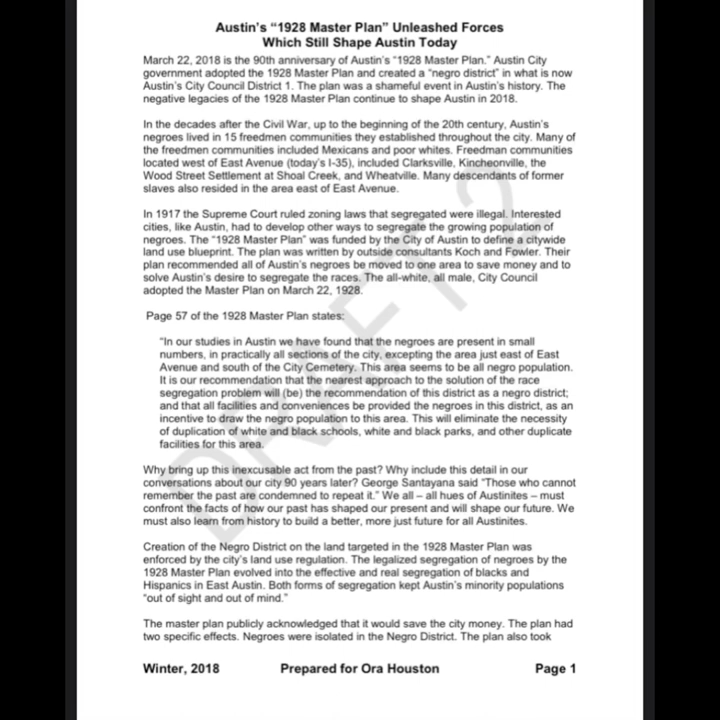 Austin's "1928 Master Plan" Unleashed Forces
Which Still Shape Austin Today
March 22, 2018 is the 90th anniversary of Austin's "1928 Master Plan." Austin City
government adopted the 1928 Master Plan and created a "negro district" in what is now
Austin's City Council District 1. The plan was a shameful event in Austin's history. The
negative legacies of the 1928 Master Plan continue to shape Austin in 2018.
In the decades after the Civil War, up to the beginning of the 20th century, Austin's
negroes lived in 15 freedmen communities they established throughout the city. Many of
the freedmen communities included Mexicans and poor whites. Freedman communities
located west of East Avenue (today's I-35), included Clarksville, Kincheonville, the
Wood Street Settlement at Shoal Creek, and Wheatville. Many descendants of former
slaves also resided in the area east of East Avenue.
In 1917 the Supreme Court ruled zoning laws that segregated were illegal. Interested
cities, like Austin, had to develop other ways to segregate the growing population of
negroes. The "1928 Master Plan" was funded by the City of Austin to define a citywide
land use blueprint. The plan was written by outside consultants Koch and Fowler. Their
plan recommended all of Austin's negroes be moved to one area to save money and to
solve Austin's desire to segregate the races. The all-white, all male, City Council
adopted the Master Plan on March 22, 1928.
Page 57 of the 1928 Master Plan states:
"In our studies in Austin we have found that the negroes are present in small
numbers, in practically all sections of the city, excepting the area just east of East
Avenue and south of the City Cemetery. This area seems to be all negro population.
It is our recommendation that the nearest approach to the solution of the race
segregation problem will (be) the recommendation of this district as a negro district;
and that all facilities and conveniences be provided the negroes in this district, as an
incentive to draw the negro population to this area. This will eliminate the necessity
of duplication of white and black schools, white and black parks, and other duplicate
facilities for this area.
Why bring up this inexcusable act from the past? Why include this detail in our
conversations about our city 90 years later? George Santayana said "Those who cannot
remember the past are condemned to repeat it." We all – all hues of Austinites – must
confront the facts of how our past has shaped our present and will shape our future. We
must also learn from history to build a better, more just future for all Austinites.
Creation of the Negro District on the land targeted in the 1928 Master Plan was
enforced by the city's land use regulation. The legalized segregation of negroes by the
1928 Master Plan evolved into the effective and real segregation of blacks and
Hispanics in East Austin. Both forms of segregation kept Austin's minority populations
"out of sight and out of mind."
The master plan publicly acknowledged that it would save the city money. The plan had
two specific effects. Negroes were isolated in the Negro District. The plan also took
Winter, 2018 Prepared for Ora Houston Page 1
DRAFT 2